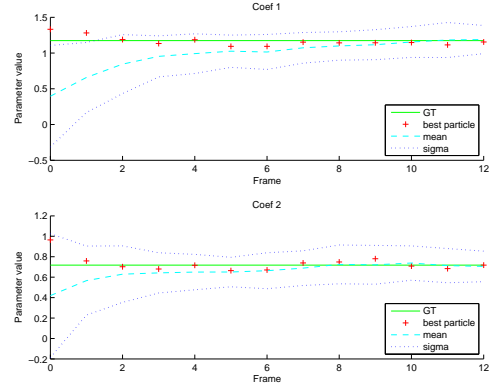 Coef 1
1.5
1
0.5
0
−0.5
Parameter value
0 2 4 6 8 10 12
Frame
GT
best particle
mean
sigma
Coef 2
1.2
1
0.8
0.6
0.4
0.2
0
−0.2
Parameter value
0 2 4 6 8 10 12
Frame
GT
best particle
mean
sigma